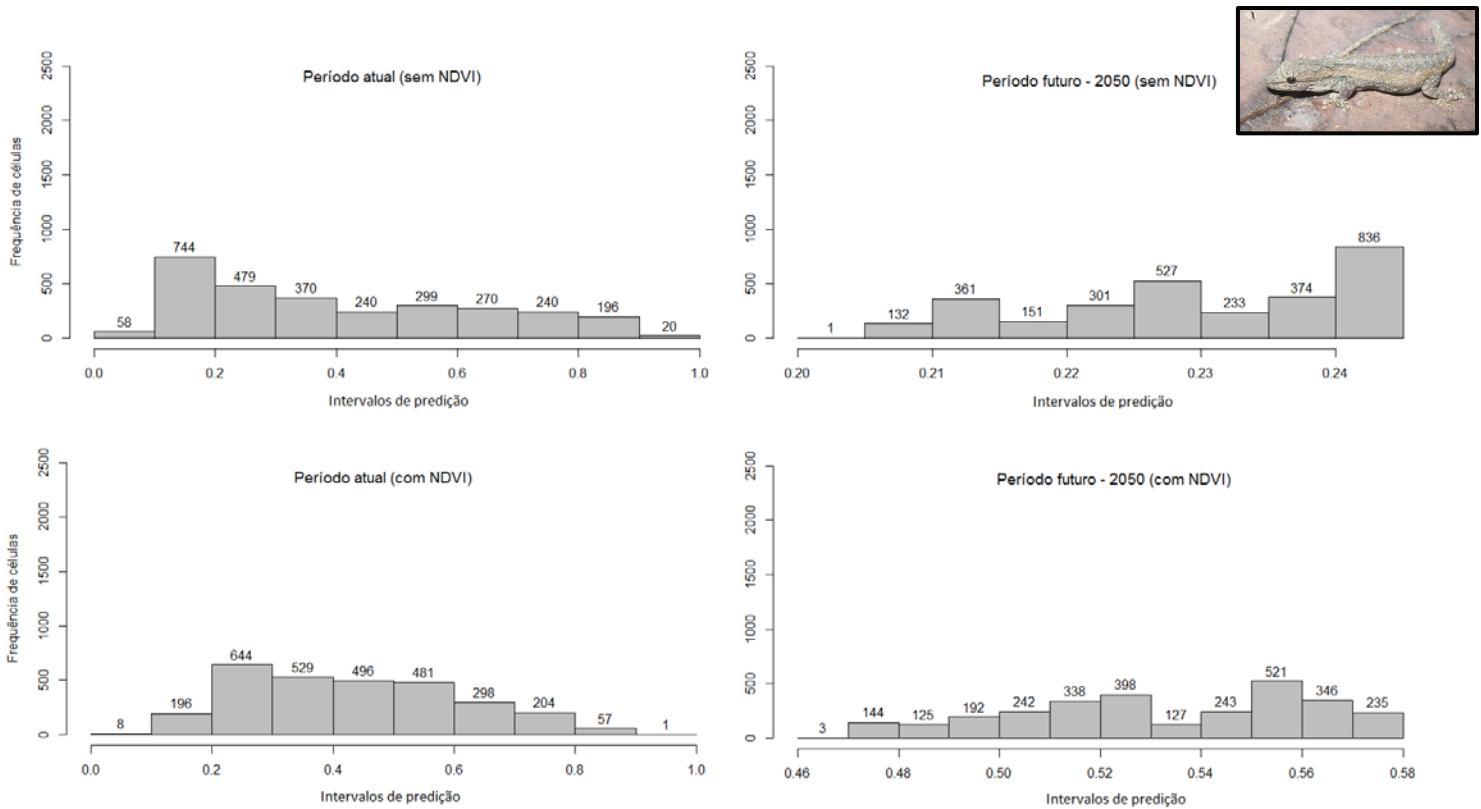 Período atual (sem NDVI)
Frequência de células
0 500 1000 1500 2000 2500
58 744 479 370 240 299 270 240 196 20
0.0 0.2 0.4 0.6 0.8 1.0
Intervalos de predição
Período futuro - 2050 (sem NDVI)
0 500 1000 1500 2000 2500
1 132 361 151 301 527 233 374 836
0.20 0.21 0.22 0.23 0.24
Intervalos de predição
Período atual (com NDVI)
Frequência de células
0 500 1000 1500 2000 2500
8 196 644 529 496 481 298 204 57 1
0.0 0.2 0.4 0.6 0.8 1.0
Intervalos de predição
Período futuro - 2050 (com NDVI)
0 500 1000 1500 2000 2500
3 144 125 192 242 338 398 127 243 521 346 235
0.46 0.48 0.50 0.52 0.54 0.56 0.58
Intervalos de predição